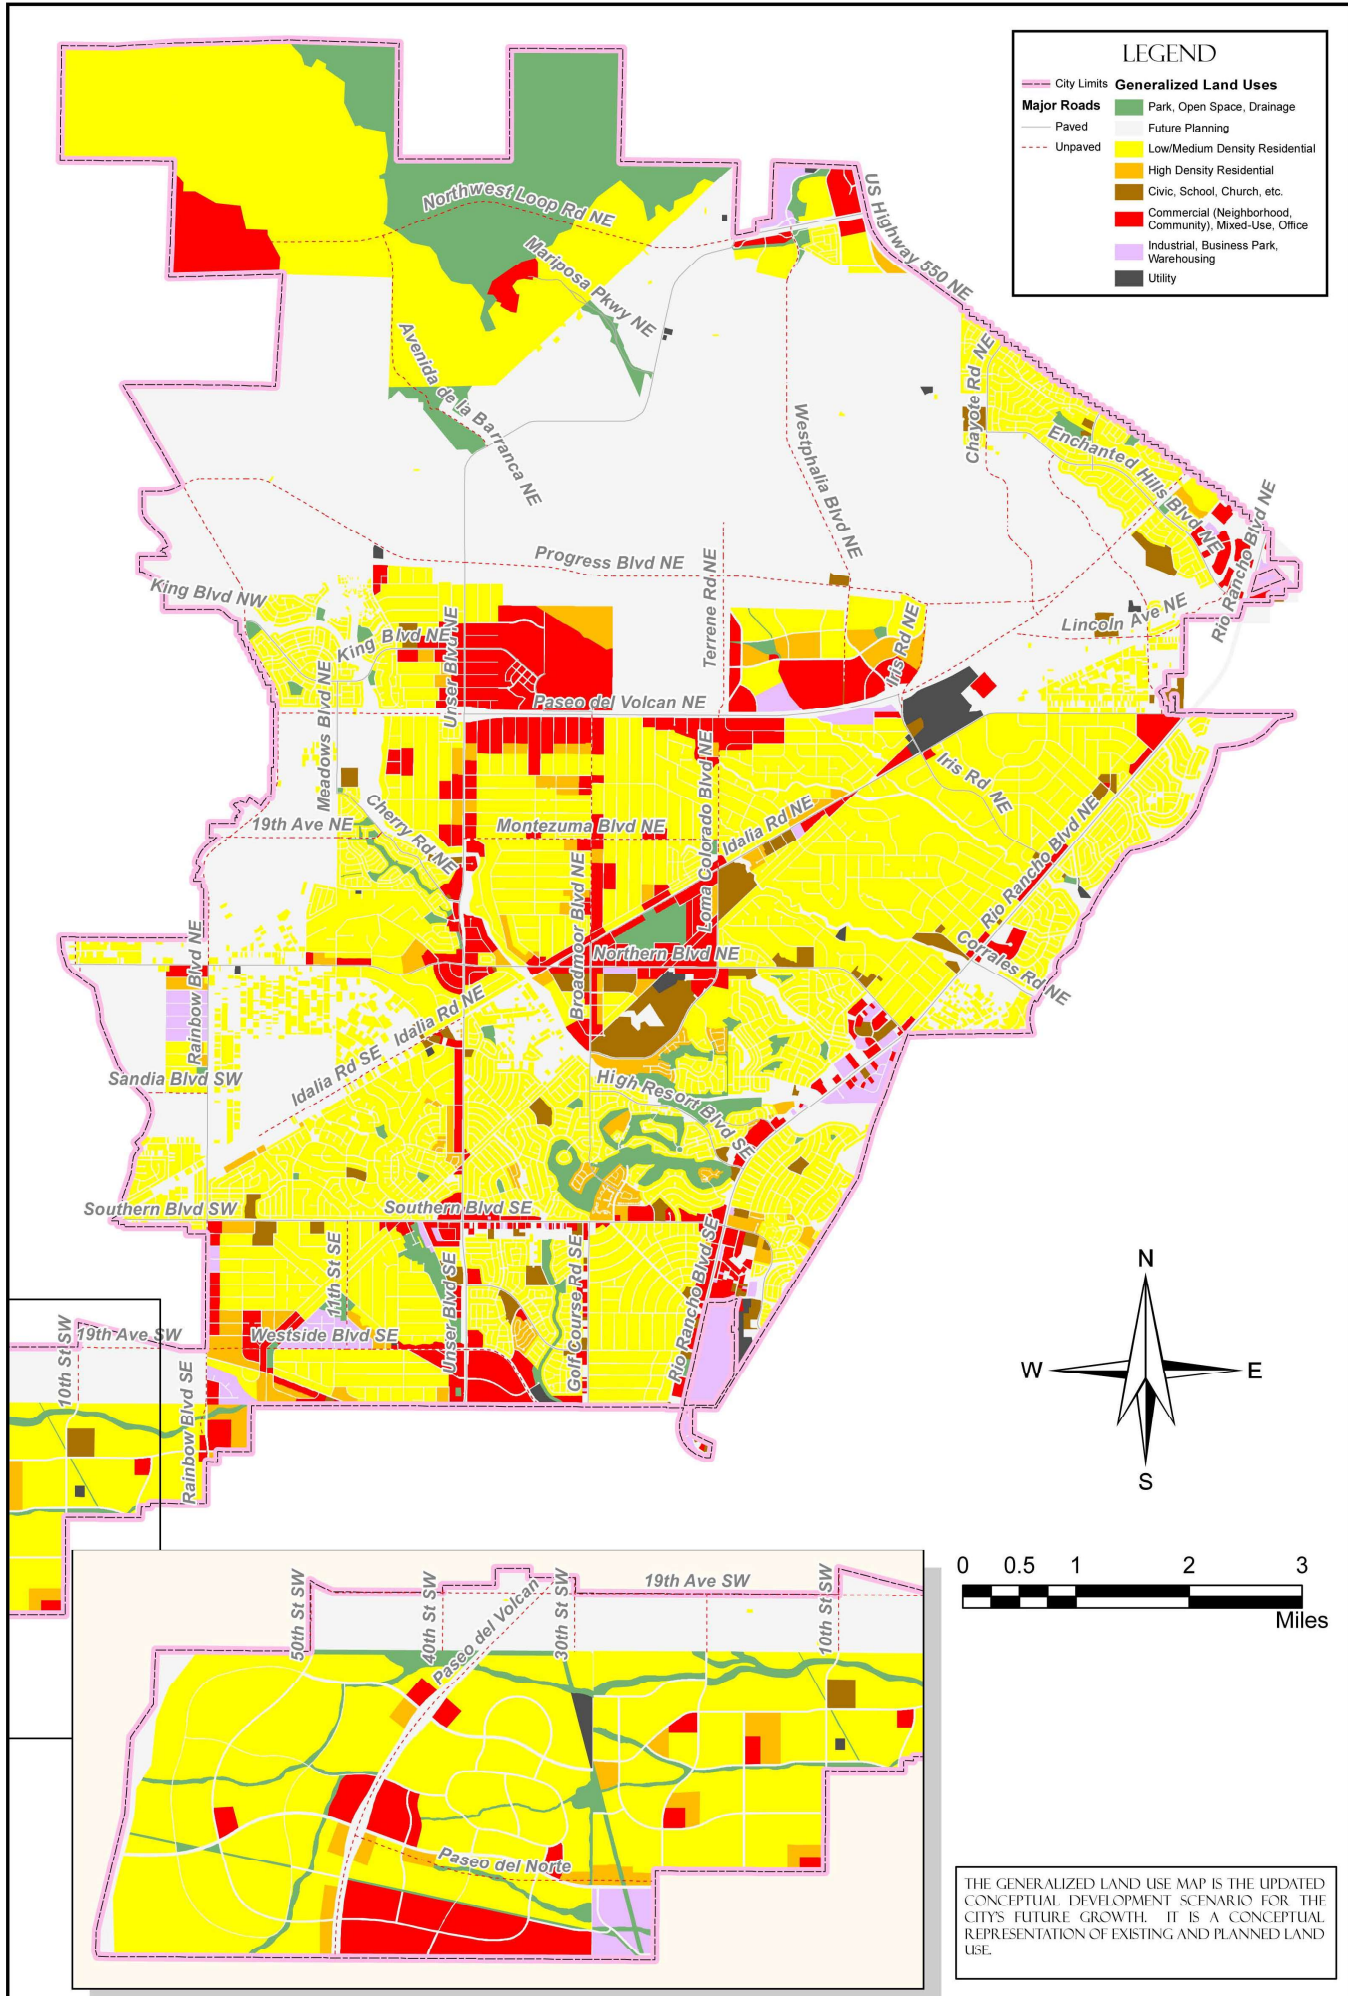 LEGEND
City Limits
Generalized Land Uses
Major Roads
Paved
Unpaved
Park, Open Space, Drainage
Future Planning
Low/Medium Density Residential
High Density Residential
Civic, School, Church, etc.
Commercial (Neighborhood,
Community), Mixed-Use, Office
Industrial, Business Park,
Warehousing
Utility
US Highway 550 NE
Northwest Loop Rd NE
Mariposa Pkwy NE
Avenida de la Barranca NE
Chayote Rd NE
Westphalia Blvd NE
Enchanted Hills Blvd NE
Rio Rancho Blvd NE
Progress Blvd NE
Terrene Rd NE
King Blvd NW
King Blvd NE
Unser Blvd NE
Iris Rd NE
Lincoln Ave NE
Meadows Blvd NE
Paseo del Volcan NE
Loma Colorado Blvd NE
Iris Rd NE
19th Ave NE
Cherry Rd NE
Montezuma Blvd NE
Idalia Rd NE
Rio Rancho Blvd NE
Broadmoor Blvd NE
Rainbow Blvd NE
Northern Blvd NE
Corrales Rd NE
Idalia Rd NE
Idalia Rd SE
Sandia Blvd SW
High Resort Blvd SE
Southern Blvd SW
Southern Blvd SE
11th St SE
Unser Blvd SE
Golf Course Rd SE
Rio Rancho Blvd SE
Westside Blvd SE
19th Ave SW
10th St SW
Rainbow Blvd SE
N
W
E
S
0 0.5 1 2 3
Miles
50th St SW
40th St SW
Paseo del Volcan
30th St SW
19th Ave SW
10th St SW
Paseo del Norte
THE GENERALIZED LAND USE MAP IS THE UPDATED
CONCEPTUAL DEVELOPMENT SCENARIO FOR THE
CITY'S FUTURE GROWTH. IT IS A CONCEPTUAL
REPRESENTATION OF EXISTING AND PLANNED LAND
USE.